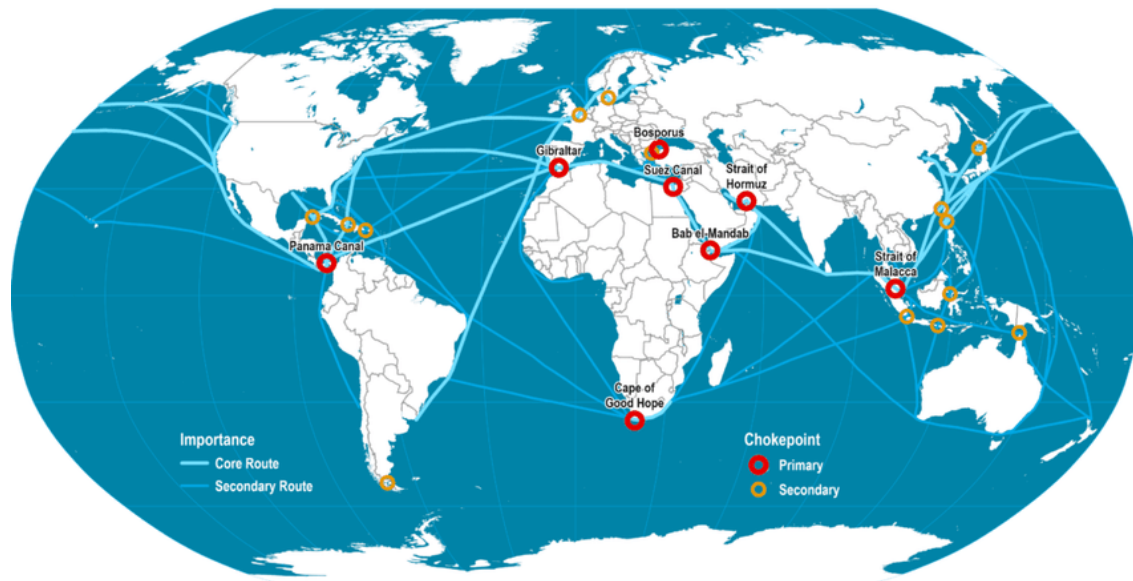 Bosporus
Gibraltar
Suez Canal
Strait of
Hormuz
Bab el-Mandab
Panama Canal
Strait of
Malacca
Cape of
Good Hope
Importance
Core Route
Secondary Route
Chokepoint
Primary
Secondary